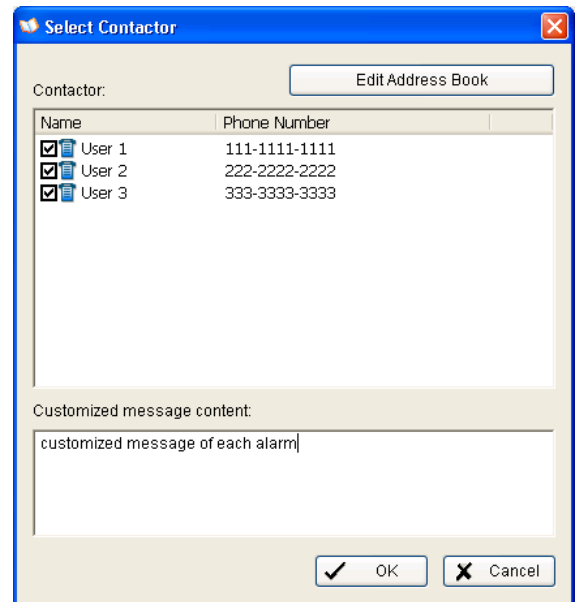 Select Contactor
Edit Address Book
Contactor:
Name Phone Number
User 1 111-1111-1111
User 2 222-2222-2222
User 3 333-3333-3333
Customized message content:
customized message of each alarm
OK Cancel